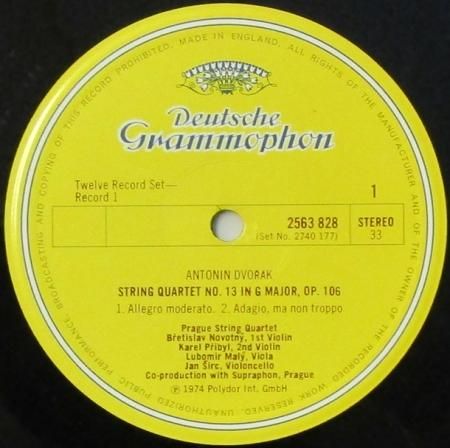 UNAUTHORIZED PUBLIC PERFORMANCE BROADCASTING AND COPYING OF THIS RECORD PROHIBITED. MADE IN ENGLAND. ALL RIGHTS OF THE MANUFACTURER AND OF THE OWNER OF THE RECORDED WORK RESERVED.
Deutsche
Grammophon
Twelve Record Set—
Record 1
1
2563 828
(Set No. 2740 177)
STEREO
33
ANTONIN DVORAK
STRING QUARTET NO. 13 IN G MAJOR, OP. 106
1. Allegro moderato. 2. Adagio, ma non troppo
Prague String Quartet
Břetislav Novotný, 1st Violin
Karel Přibyl, 2nd Violin
Lubomír Malý, Viola
Jan Šírc, Violoncello
Co-production with Supraphon, Prague
℗ 1974 Polydor Int. GmbH